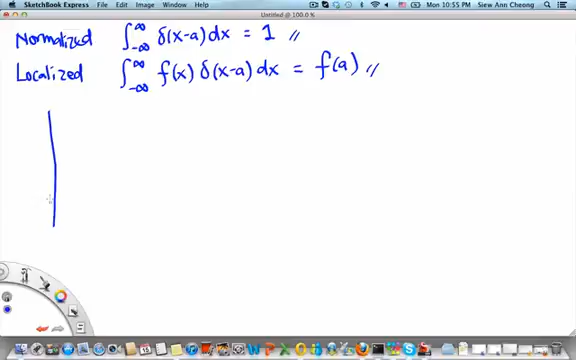 SketchBook Express File Edit View Window Help Mon 10:55 PM Siew Ann Cheong
Untitled @ 100.0 %
Normalized ∫_{-∞}^{∞} δ(x-a) dx = 1 //
Localized ∫_{-∞}^{∞} f(x) δ(x-a) dx = f(a) //